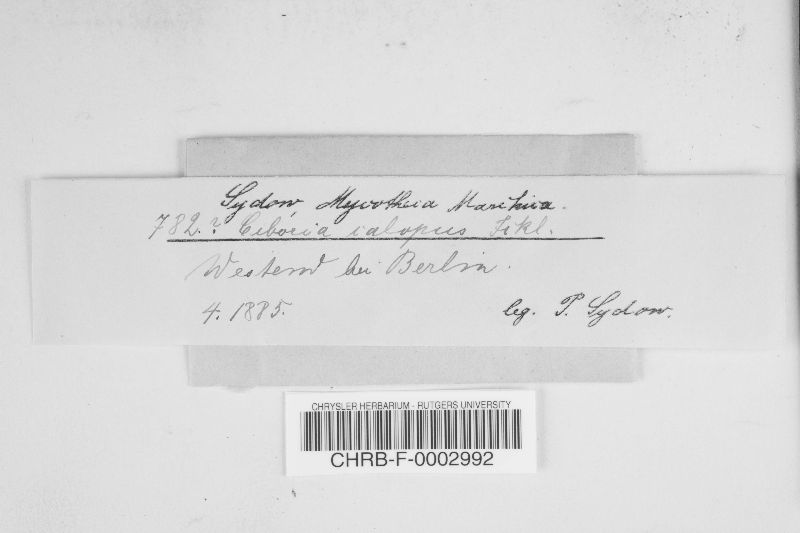 Sydow, Mycotheca Marchica.
782.? Ciboria calopus Fckl.
Westend bei Berlin.
4. 1885. leg. P. Sydow.
CHRYSLER HERBARIUM - RUTGERS UNIVERSITY
CHRB-F-0002992